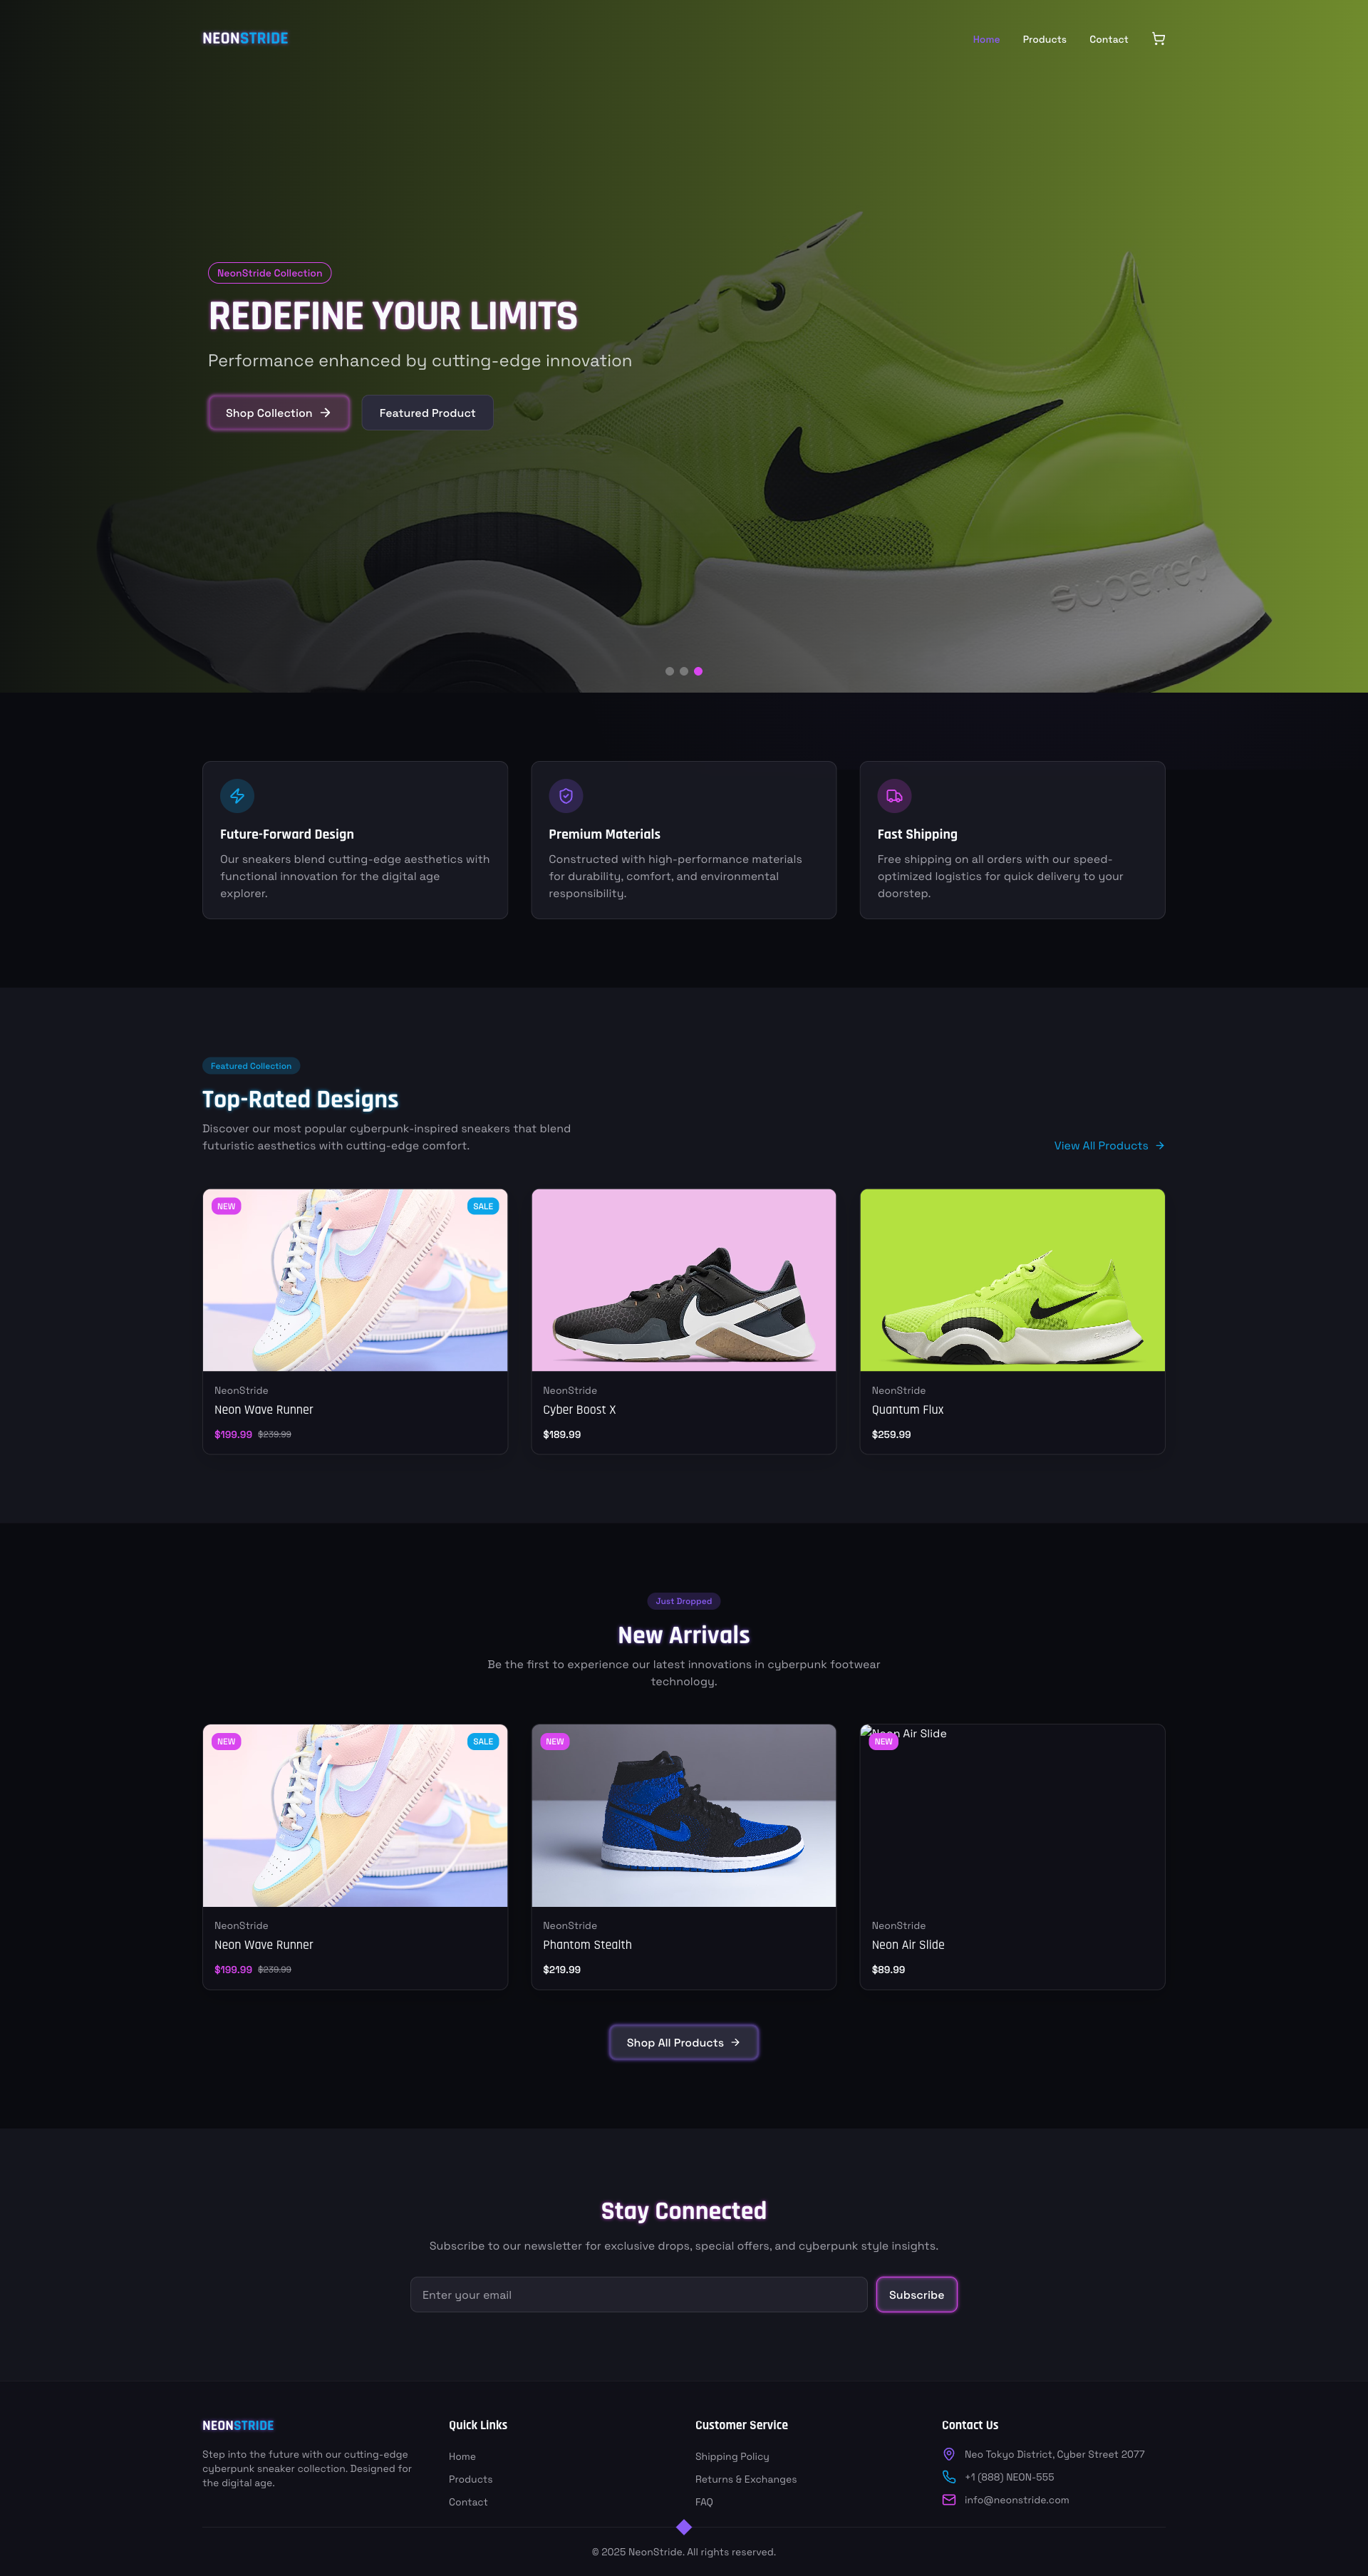 NEONSTRIDE
Home
Products
Contact
NeonStride Collection
REDEFINE YOUR LIMITS
Performance enhanced by cutting-edge innovation
Shop Collection
Featured Product
superrep
Future-Forward Design
Our sneakers blend cutting-edge aesthetics with
functional innovation for the digital age
explorer.
Premium Materials
Constructed with high-performance materials
for durability, comfort, and environmental
responsibility.
Fast Shipping
Free shipping on all orders with our speed-
optimized logistics for quick delivery to your
doorstep.
Featured Collection
Top-Rated Designs
Discover our most popular cyberpunk-inspired sneakers that blend
futuristic aesthetics with cutting-edge comfort.
View All Products
NEW
SALE
NeonStride
Neon Wave Runner
$199.99 $239.99
NeonStride
Cyber Boost X
$189.99
NeonStride
Quantum Flux
$259.99
Just Dropped
New Arrivals
Be the first to experience our latest innovations in cyberpunk footwear
technology.
NEW
SALE
NeonStride
Neon Wave Runner
$199.99 $239.99
NEW
NeonStride
Phantom Stealth
$219.99
Neon Air Slide
NEW
NeonStride
Neon Air Slide
$89.99
Shop All Products
Stay Connected
Subscribe to our newsletter for exclusive drops, special offers, and cyberpunk style insights.
Enter your email
Subscribe
NEONSTRIDE
Step into the future with our cutting-edge
cyberpunk sneaker collection. Designed for
the digital age.
Quick Links
Home
Products
Contact
Customer Service
Shipping Policy
Returns & Exchanges
FAQ
Contact Us
Neo Tokyo District, Cyber Street 2077
+1 (888) NEON-555
info@neonstride.com
© 2025 NeonStride. All rights reserved.